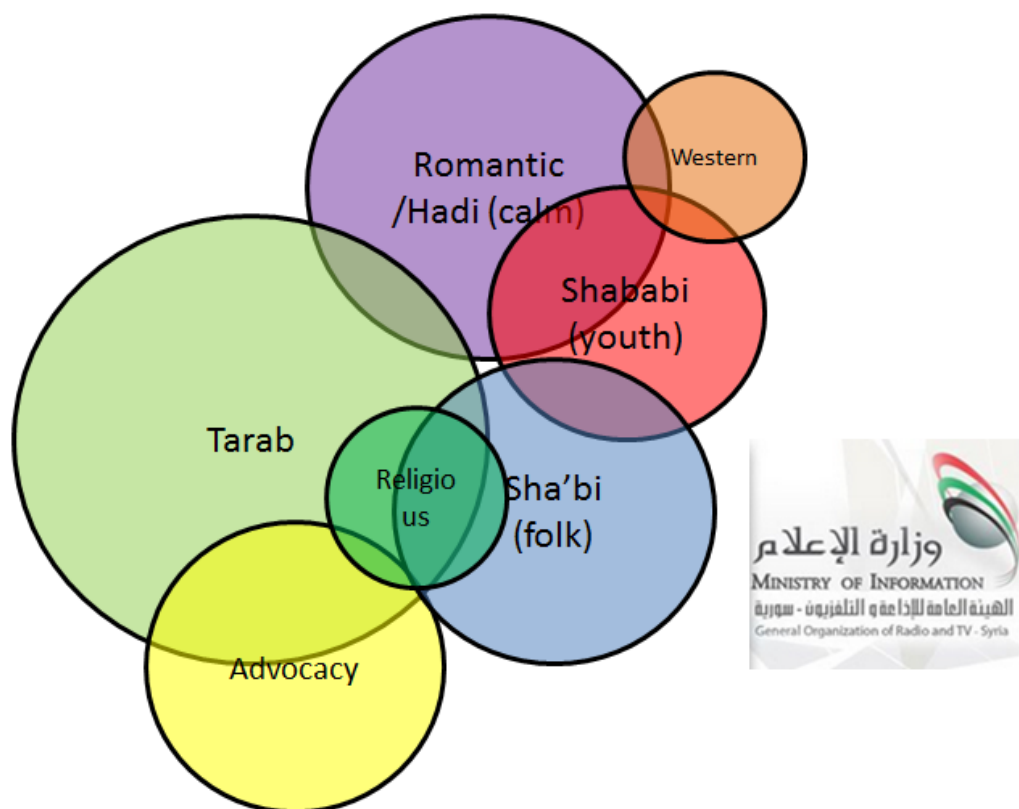 Romantic
/Hadi (calm)
Western
Shababi
(youth)
Tarab
Religio
us
Sha'bi
(folk)
Advocacy
وزارة الإعلام
MINISTRY OF INFORMATION
الهيئة العامة للإذاعة و التلفزيون - سورية
General Organization of Radio and TV - Syria